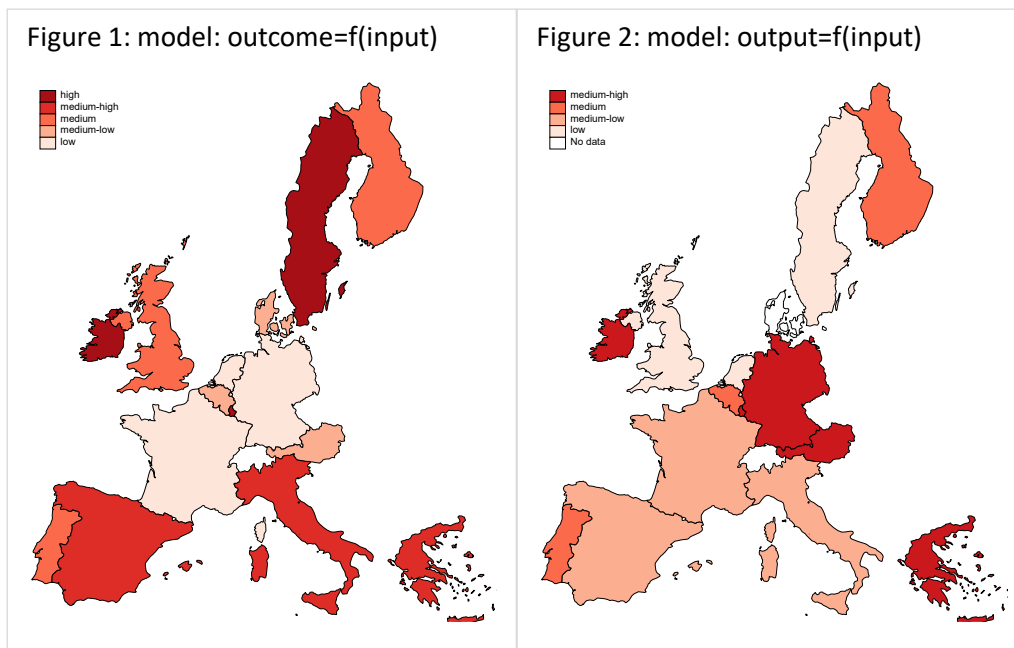 Figure 1: model: outcome=f(input)
high
medium-high
medium
medium-low
low
Figure 2: model: output=f(input)
medium-high
medium
medium-low
low
No data